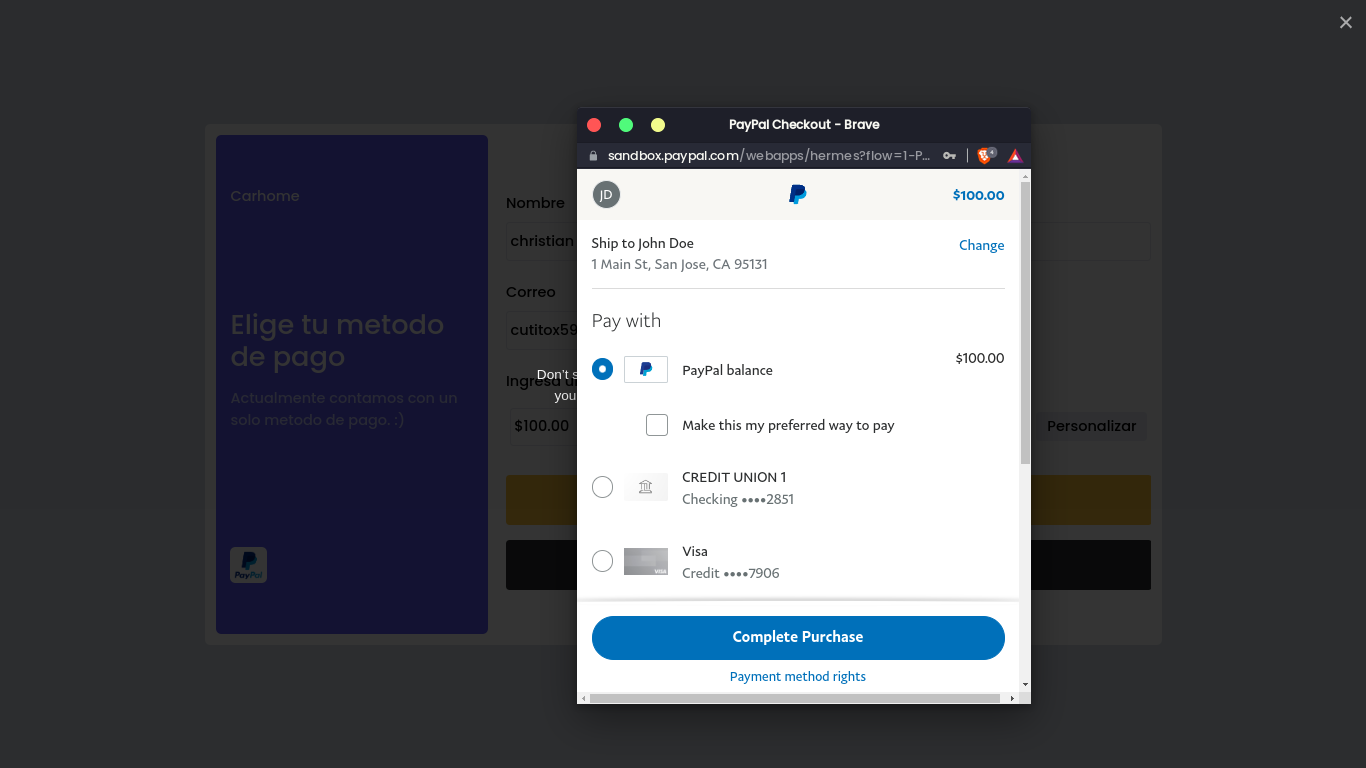 PayPal Checkout - Brave
sandbox.paypal.com/webapps/hermes?flow=1-P...
4
JD
$100.00
Ship to John Doe
Change
1 Main St, San Jose, CA 95131
Pay with
PayPal balance
$100.00
Make this my preferred way to pay
CREDIT UNION 1
Checking ••••2851
VISA
Visa
Credit ••••7906
Complete Purchase
Payment method rights
Carhome
Elige tu metodo
de pago
Actualmente contamos con un
solo metodo de pago. :)
PayPal
Nombre
christian
Correo
cutitox59
Ingresa
$100.00
Personalizar
Don't
you